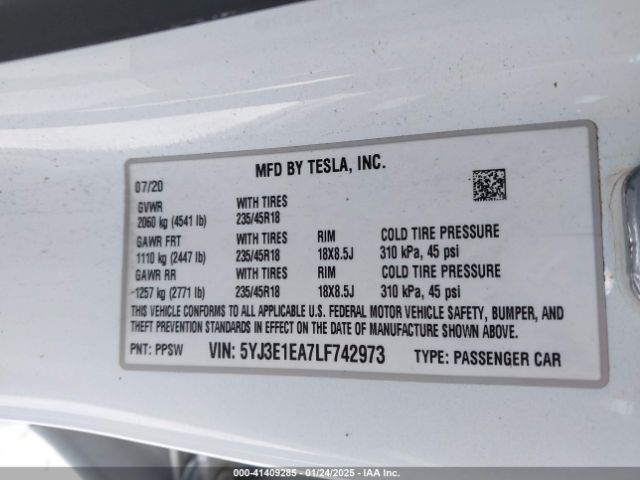 MFD BY TESLA, INC.
07/20
GVWR WITH TIRES
2060 kg (4541 lb) 235/45R18
GAWR FRT WITH TIRES RIM COLD TIRE PRESSURE
1110 kg (2447 lb) 235/45R18 18X8.5J 310 kPa, 45 psi
GAWR RR WITH TIRES RIM COLD TIRE PRESSURE
1257 kg (2771 lb) 235/45R18 18X8.5J 310 kPa, 45 psi
THIS VEHICLE CONFORMS TO ALL APPLICABLE U.S. FEDERAL MOTOR VEHICLE SAFETY, BUMPER, AND
THEFT PREVENTION STANDARDS IN EFFECT ON THE DATE OF MANUFACTURE SHOWN ABOVE.
PNT: PPSW VIN: 5YJ3E1EA7LF742973 TYPE: PASSENGER CAR
000-41409285 - 01/24/2025 - IAA Inc.